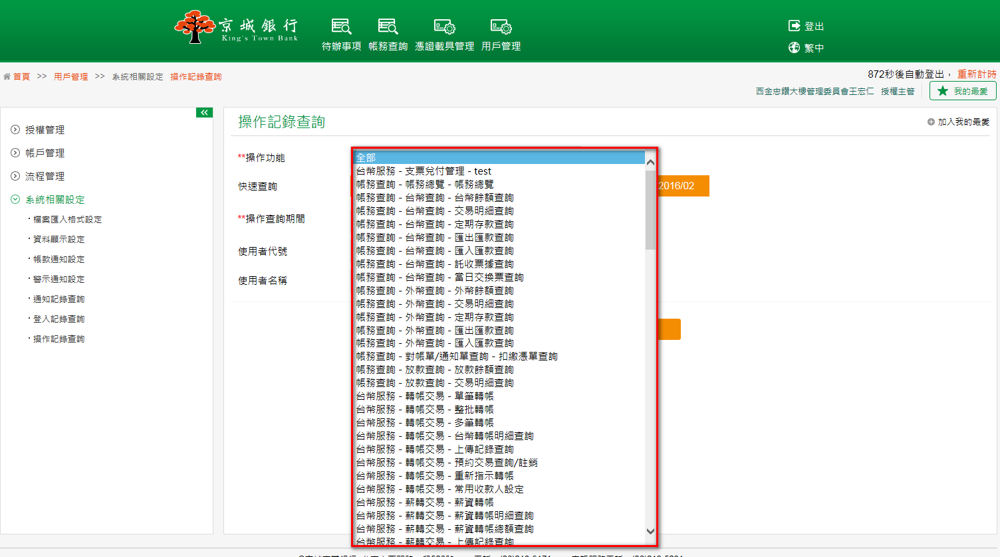 京城銀行
King's Town Bank
待辦事項 帳務查詢 憑證載具管理 用戶管理
登出
繁中
首頁 >> 用戶管理 >> 系統相關設定 操作記錄查詢
872秒後自動登出， 重新計時
西金忠鑽大樓管理委員會王宏仁 授權主管
我的最愛
授權管理
帳戶管理
流程管理
系統相關設定
・檔案匯入格式設定
・資料顯示設定
・帳款通知設定
・警示通知設定
・通知記錄查詢
・登入記錄查詢
・操作記錄查詢
操作記錄查詢
加入我的最愛
**操作功能
快速查詢
2016/02
**操作查詢期間
使用者代號
使用者名稱
全部
台幣服務 - 支票兌付管理 - test
帳務查詢 - 帳務總覽 - 帳務總覽
帳務查詢 - 台幣查詢 - 台幣餘額查詢
帳務查詢 - 台幣查詢 - 交易明細查詢
帳務查詢 - 台幣查詢 - 定期存款查詢
帳務查詢 - 台幣查詢 - 匯出匯款查詢
帳務查詢 - 台幣查詢 - 匯入匯款查詢
帳務查詢 - 台幣查詢 - 託收票據查詢
帳務查詢 - 台幣查詢 - 當日交換票查詢
帳務查詢 - 外幣查詢 - 外幣餘額查詢
帳務查詢 - 外幣查詢 - 交易明細查詢
帳務查詢 - 外幣查詢 - 定期存款查詢
帳務查詢 - 外幣查詢 - 匯出匯款查詢
帳務查詢 - 外幣查詢 - 匯入匯款查詢
帳務查詢 - 對帳單/通知單查詢 - 扣繳憑單查詢
帳務查詢 - 放款查詢 - 放款餘額查詢
帳務查詢 - 放款查詢 - 交易明細查詢
台幣服務 - 轉帳交易 - 單筆轉帳
台幣服務 - 轉帳交易 - 整批轉帳
台幣服務 - 轉帳交易 - 多筆轉帳
台幣服務 - 轉帳交易 - 台幣轉帳明細查詢
台幣服務 - 轉帳交易 - 上傳記錄查詢
台幣服務 - 轉帳交易 - 預約交易查詢/註銷
台幣服務 - 轉帳交易 - 重新指示轉帳
台幣服務 - 轉帳交易 - 常用收款人設定
台幣服務 - 薪轉交易 - 薪資轉帳
台幣服務 - 薪轉交易 - 薪資轉帳明細查詢
台幣服務 - 薪轉交易 - 薪資轉帳總額查詢
台幣服務 - 薪轉交易 - 上傳記錄查詢